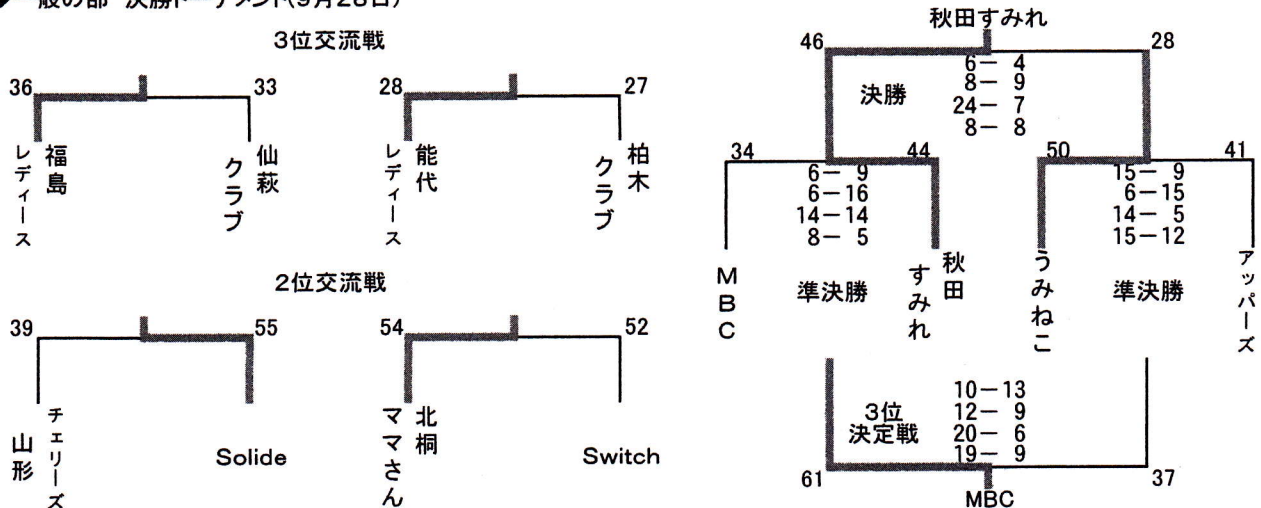 般の部 決勝トーナメント(9月28日)
3位交流戦
36
33
福島
レディース
仙萩
クラブ
28
27
能代
レディース
柏木
クラブ
2位交流戦
39
55
山形
チェリーズ
Solide
54
52
北桐
ママさん
Switch
秋田すみれ
46
28
決勝
6－ 4
8－ 9
24－ 7
8－ 8
34
44
6－ 9
6－16
14－14
8－ 5
MBC
準決勝
秋田
すみれ
50
41
15－ 9
6－15
14－ 5
15－12
うみねこ
準決勝
アッパーズ
3位
決定戦
10－13
12－ 9
20－ 6
19－ 9
61
37
MBC